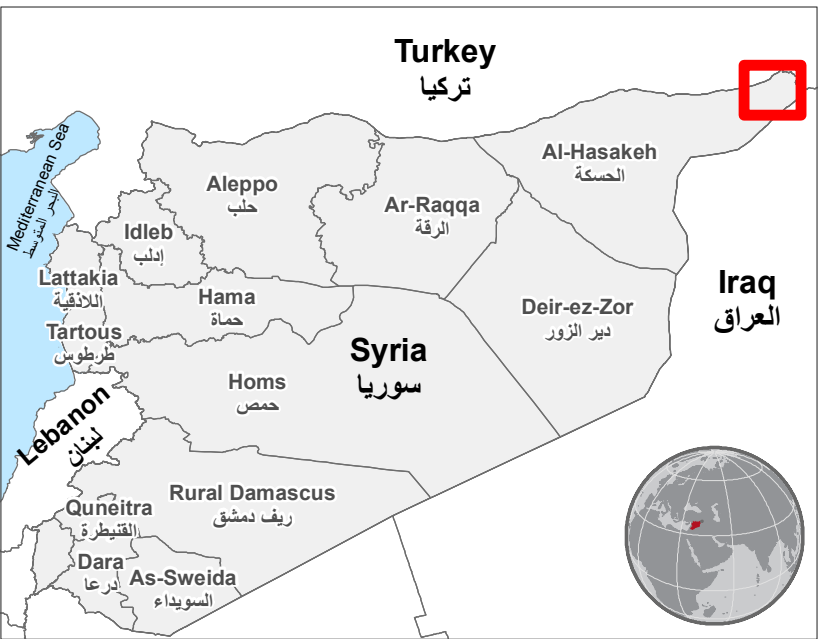 Turkey
تركيا
Mediterranean Sea
البحر المتوسط
Al-Hasakeh
الحسكة
Aleppo
حلب
Ar-Raqqa
الرقة
Idleb
إدلب
Lattakia
اللاذقية
Hama
حماة
Iraq
العراق
Deir-ez-Zor
دير الزور
Tartous
طرطوس
Syria
سوريا
Homs
حمص
Lebanon
لبنان
Rural Damascus
ريف دمشق
Quneitra
القنيطرة
Dara
درعا
As-Sweida
السويداء